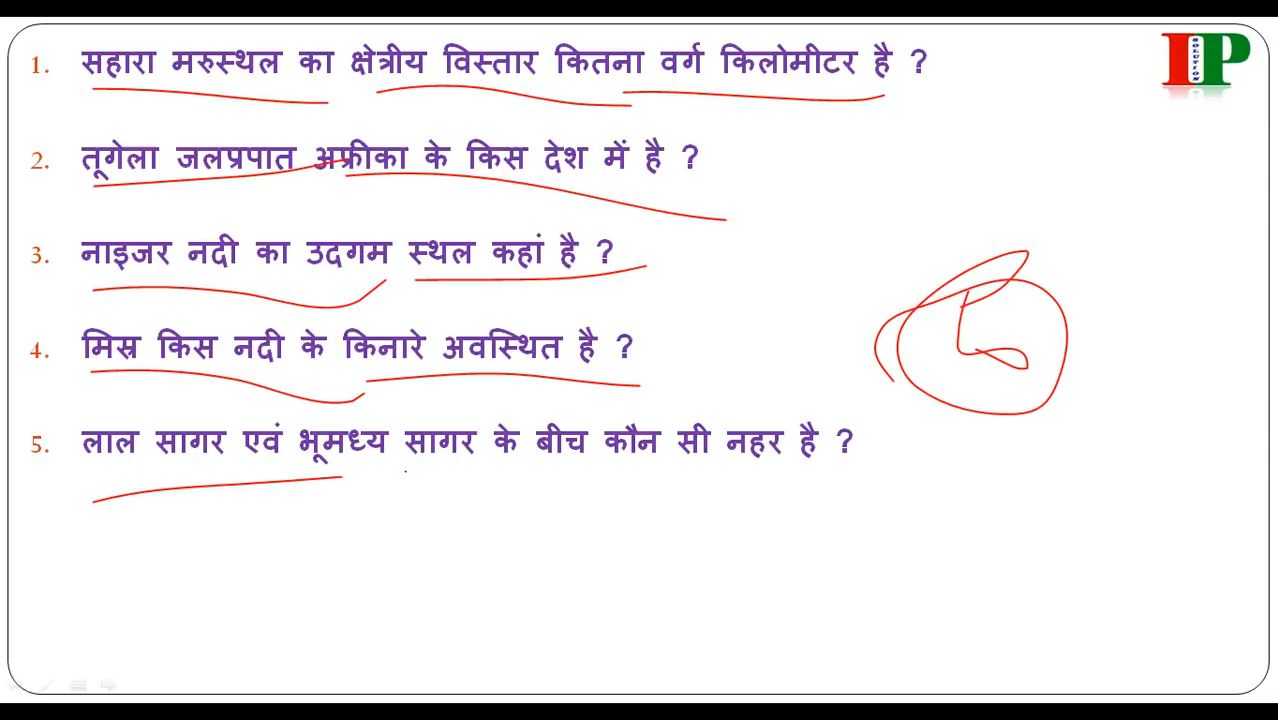 1. सहारा मरुस्थल का क्षेत्रीय विस्तार कितना वर्ग किलोमीटर है ?
2. तूगेला जलप्रपात अफ्रीका के किस देश में है ?
3. नाइजर नदी का उदगम स्थल कहां है ?
4. मिस्र किस नदी के किनारे अवस्थित है ?
5. लाल सागर एवं भूमध्य सागर के बीच कौन सी नहर है ?
IP
SOLUTION